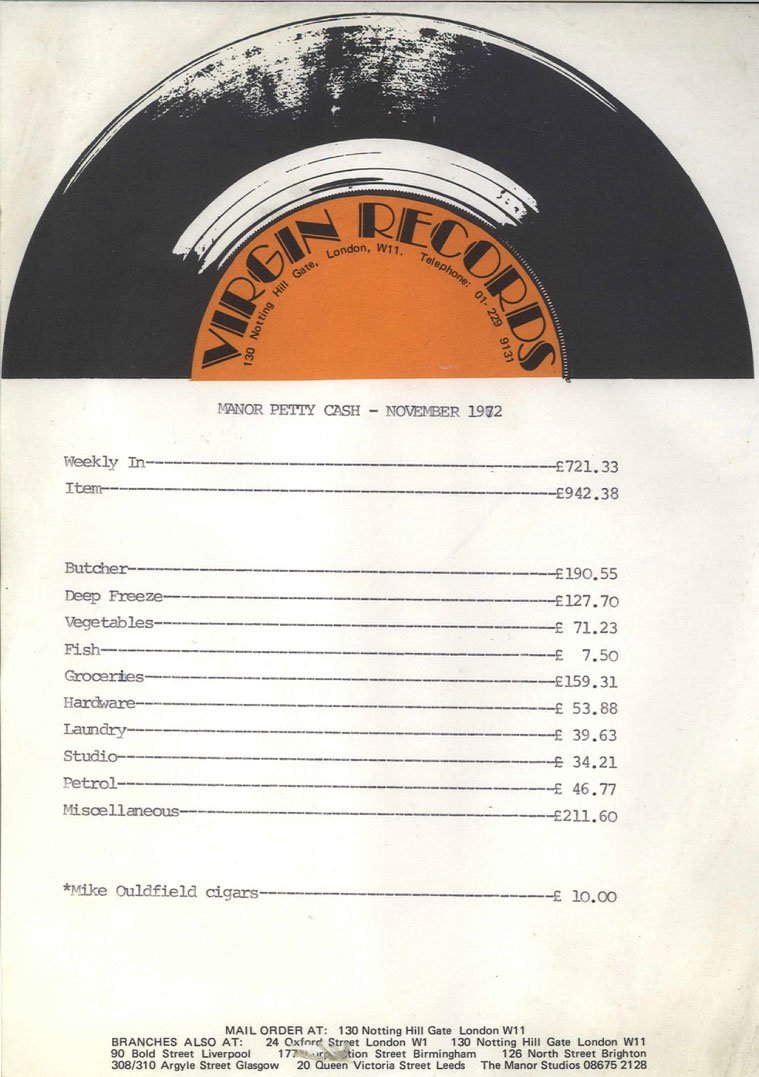 VIRGIN RECORDS
130 Notting Hill Gate, London, W11. Telephone: 01-229 9131
MANOR PETTY CASH - NOVEMBER 1972
Weekly In---£721.33
Item---£942.38
Butcher---£190.55
Deep Freeze---£127.70
Vegetables---£ 71.23
Fish---£ 7.50
Groceries---£159.31
Hardware---£ 53.88
Laundry---£ 39.63
Studio---£ 34.21
Petrol---£ 46.77
Miscellaneous---£211.60
*Mike Ouldfield cigars---£ 10.00
MAIL ORDER AT: 130 Notting Hill Gate London W11
BRANCHES ALSO AT: 24 Oxford Street London W1 130 Notting Hill Gate London W11
90 Bold Street Liverpool 177 Street Birmingham 126 North Street Brighton
308/310 Argyle Street Glasgow 20 Queen Victoria Street Leeds The Manor Studios 08675 2128